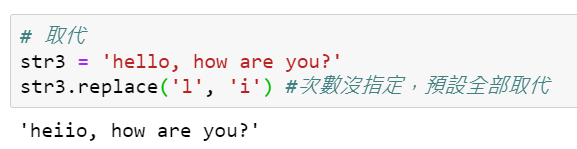 # 取代
str3 = 'hello, how are you?'
str3.replace('l', 'i') #次數沒指定，預設全部取代
'heiio, how are you?'